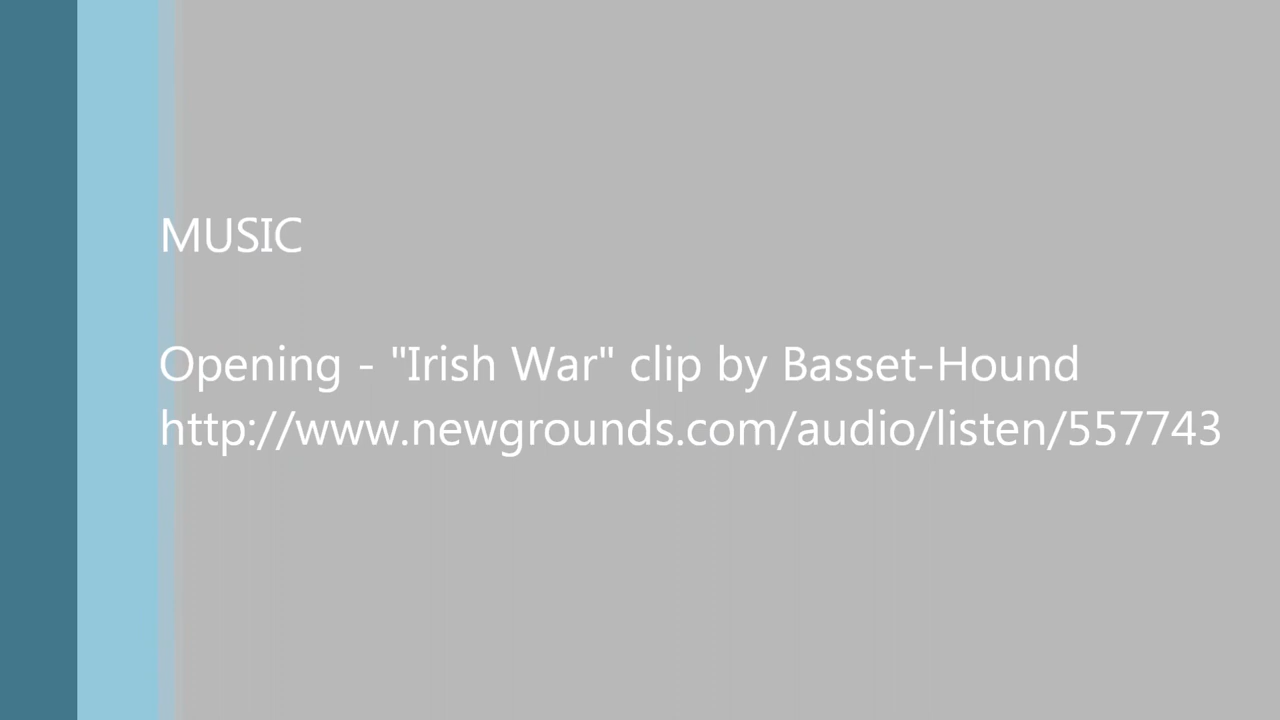 MUSIC
Opening - "Irish War" clip by Basset-Hound
http://www.newgrounds.com/audio/listen/557743